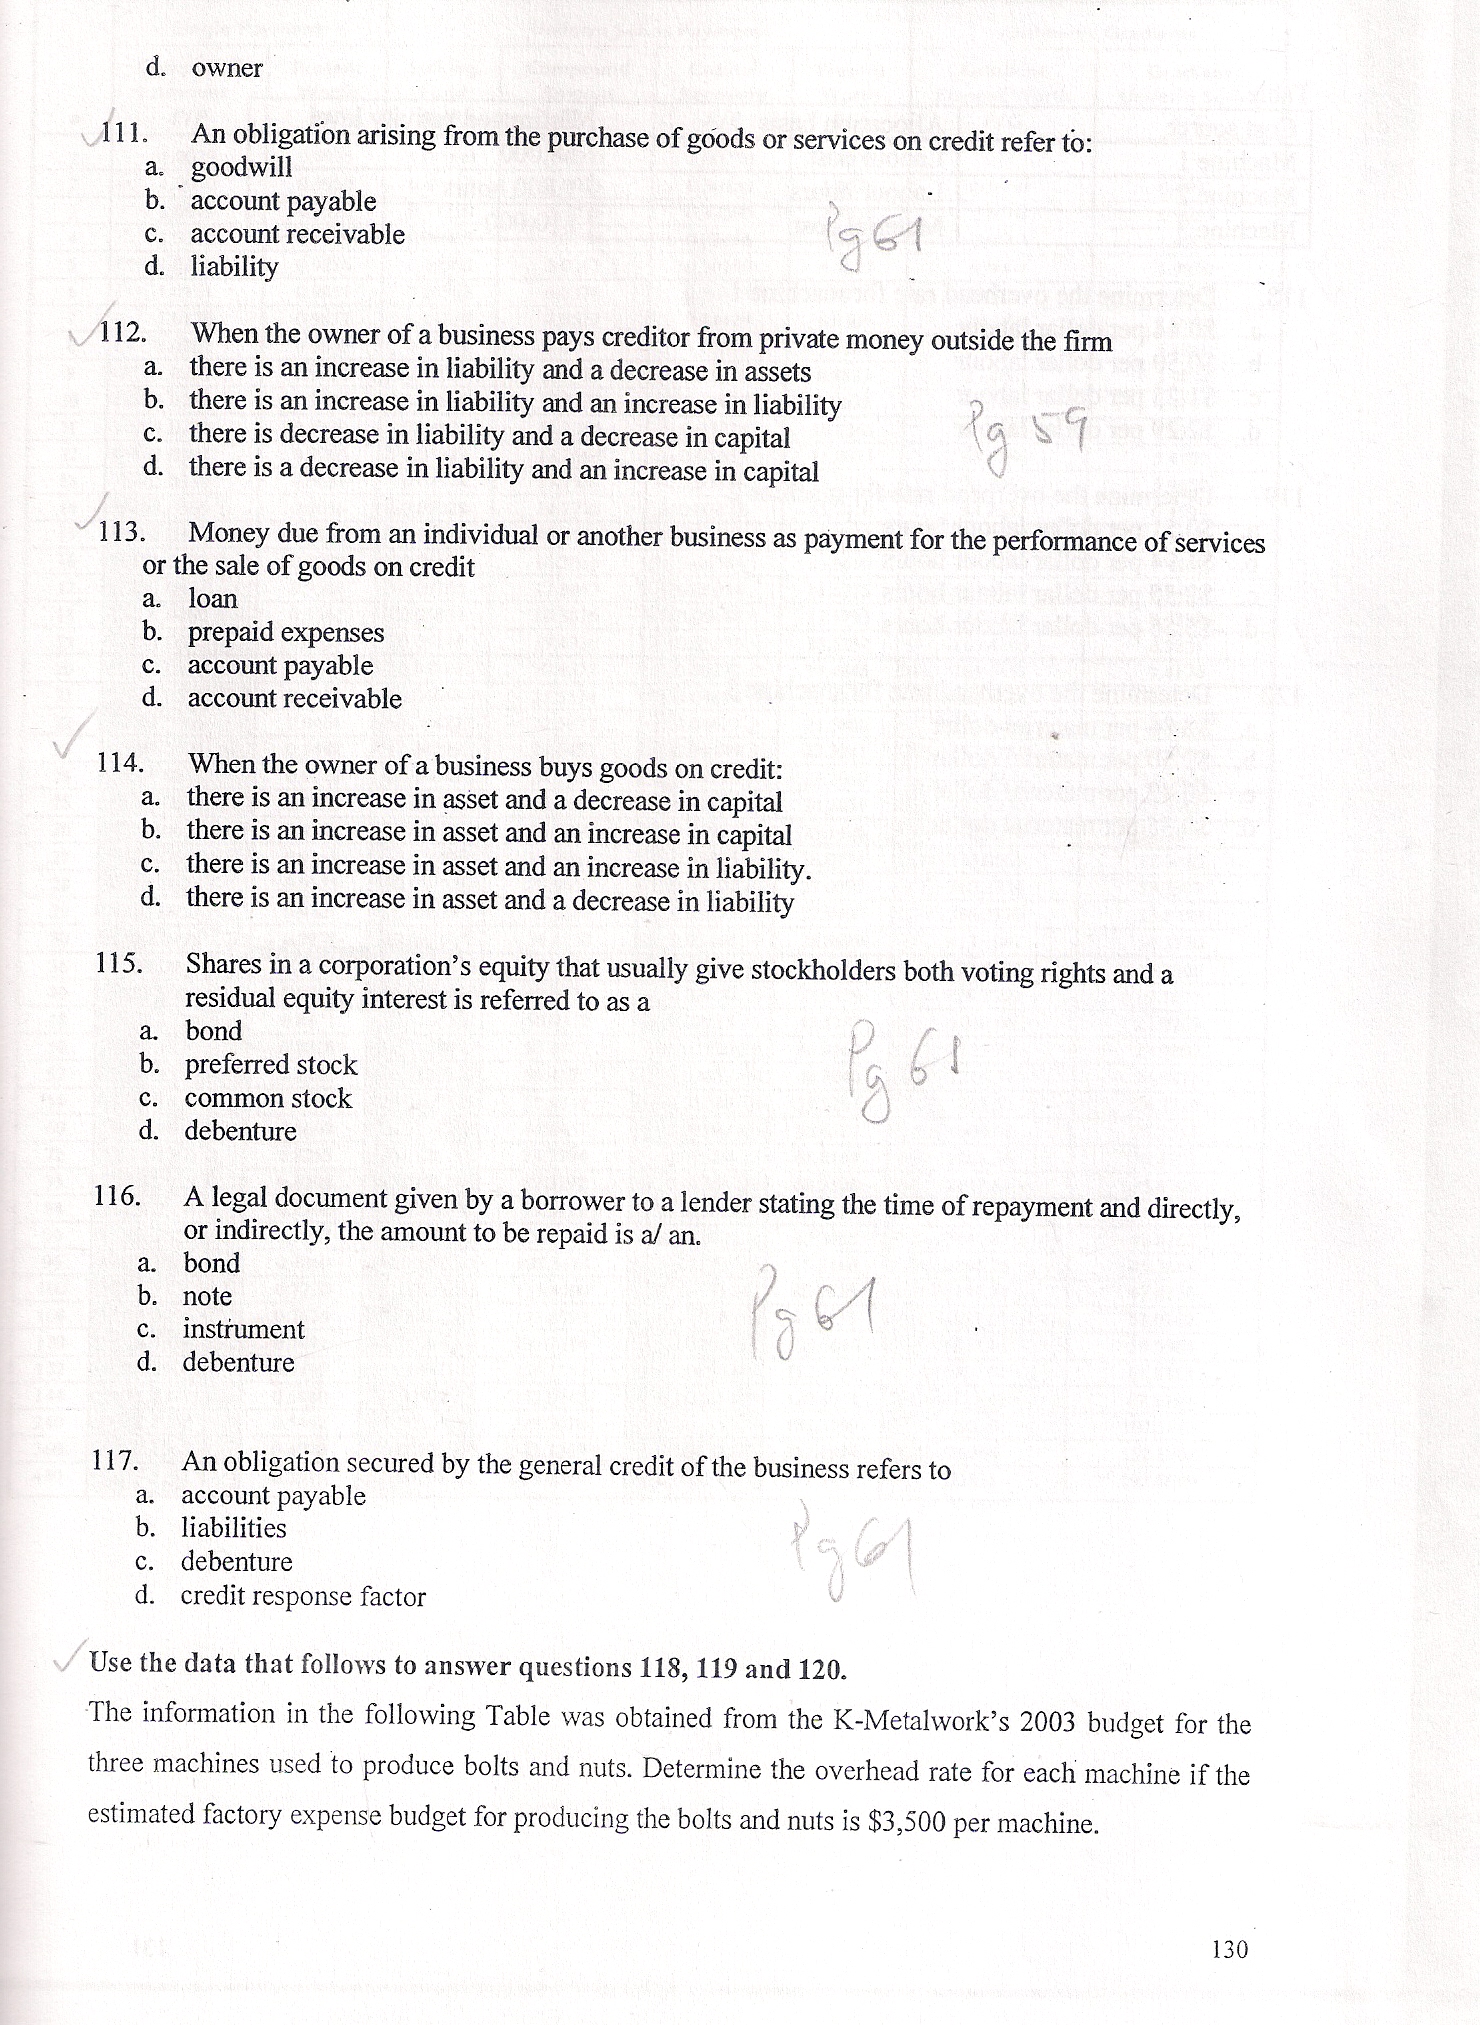 d. owner
111. An obligation arising from the purchase of goods or services on credit refer to:
a. goodwill
b. account payable
c. account receivable
d. liability
Pg 61
112. When the owner of a business pays creditor from private money outside the firm
a. there is an increase in liability and a decrease in assets
b. there is an increase in liability and an increase in liability
c. there is decrease in liability and a decrease in capital
d. there is a decrease in liability and an increase in capital
Pg 59
113. Money due from an individual or another business as payment for the performance of services
or the sale of goods on credit
a. loan
b. prepaid expenses
c. account payable
d. account receivable
114. When the owner of a business buys goods on credit:
a. there is an increase in asset and a decrease in capital
b. there is an increase in asset and an increase in capital
c. there is an increase in asset and an increase in liability.
d. there is an increase in asset and a decrease in liability
115. Shares in a corporation's equity that usually give stockholders both voting rights and a
residual equity interest is referred to as a
a. bond
b. preferred stock
c. common stock
d. debenture
Pg 61
116. A legal document given by a borrower to a lender stating the time of repayment and directly,
or indirectly, the amount to be repaid is a/ an.
a. bond
b. note
c. instrument
d. debenture
Pg 61
117. An obligation secured by the general credit of the business refers to
a. account payable
b. liabilities
c. debenture
d. credit response factor
Pg 61
Use the data that follows to answer questions 118, 119 and 120.
The information in the following Table was obtained from the K-Metalwork's 2003 budget for the
three machines used to produce bolts and nuts. Determine the overhead rate for each machine if the
estimated factory expense budget for producing the bolts and nuts is $3,500 per machine.
130